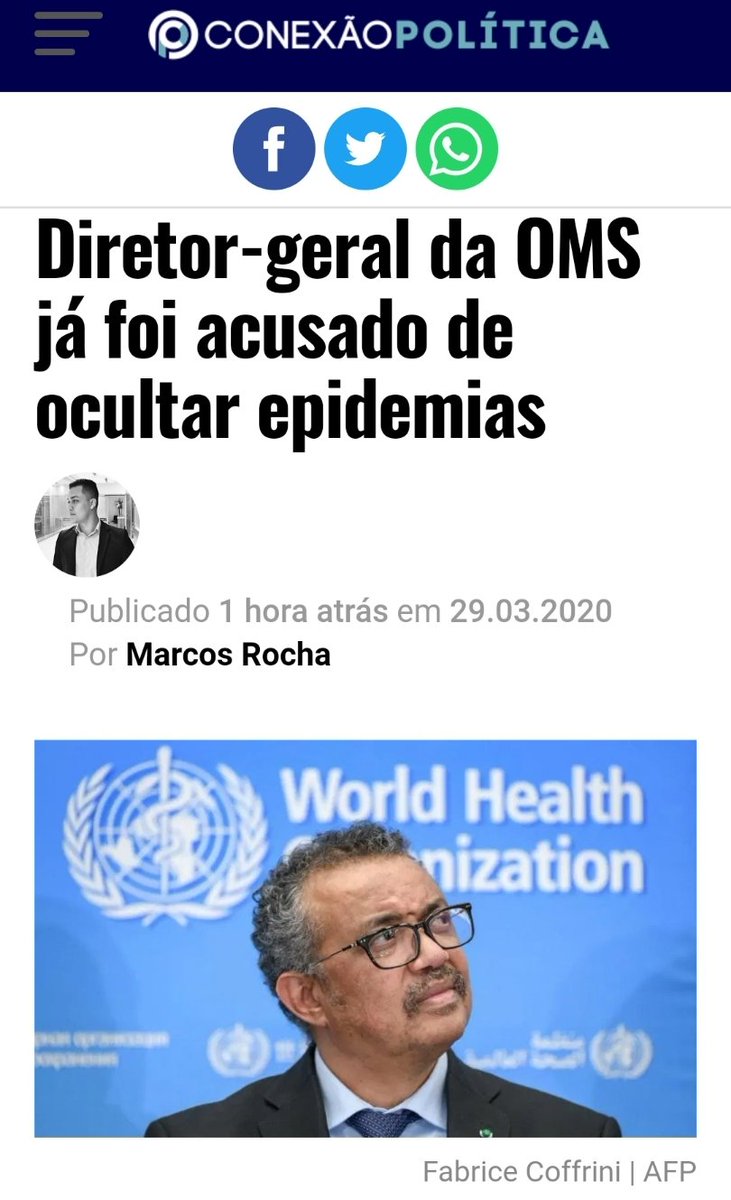 CONEXÃOPOLÍTICA
Diretor-geral da OMS
já foi acusado de
ocultar epidemias
Publicado 1 hora atrás em 29.03.2020
Por Marcos Rocha
World Health
nization
Fabrice Coffrini | AFP